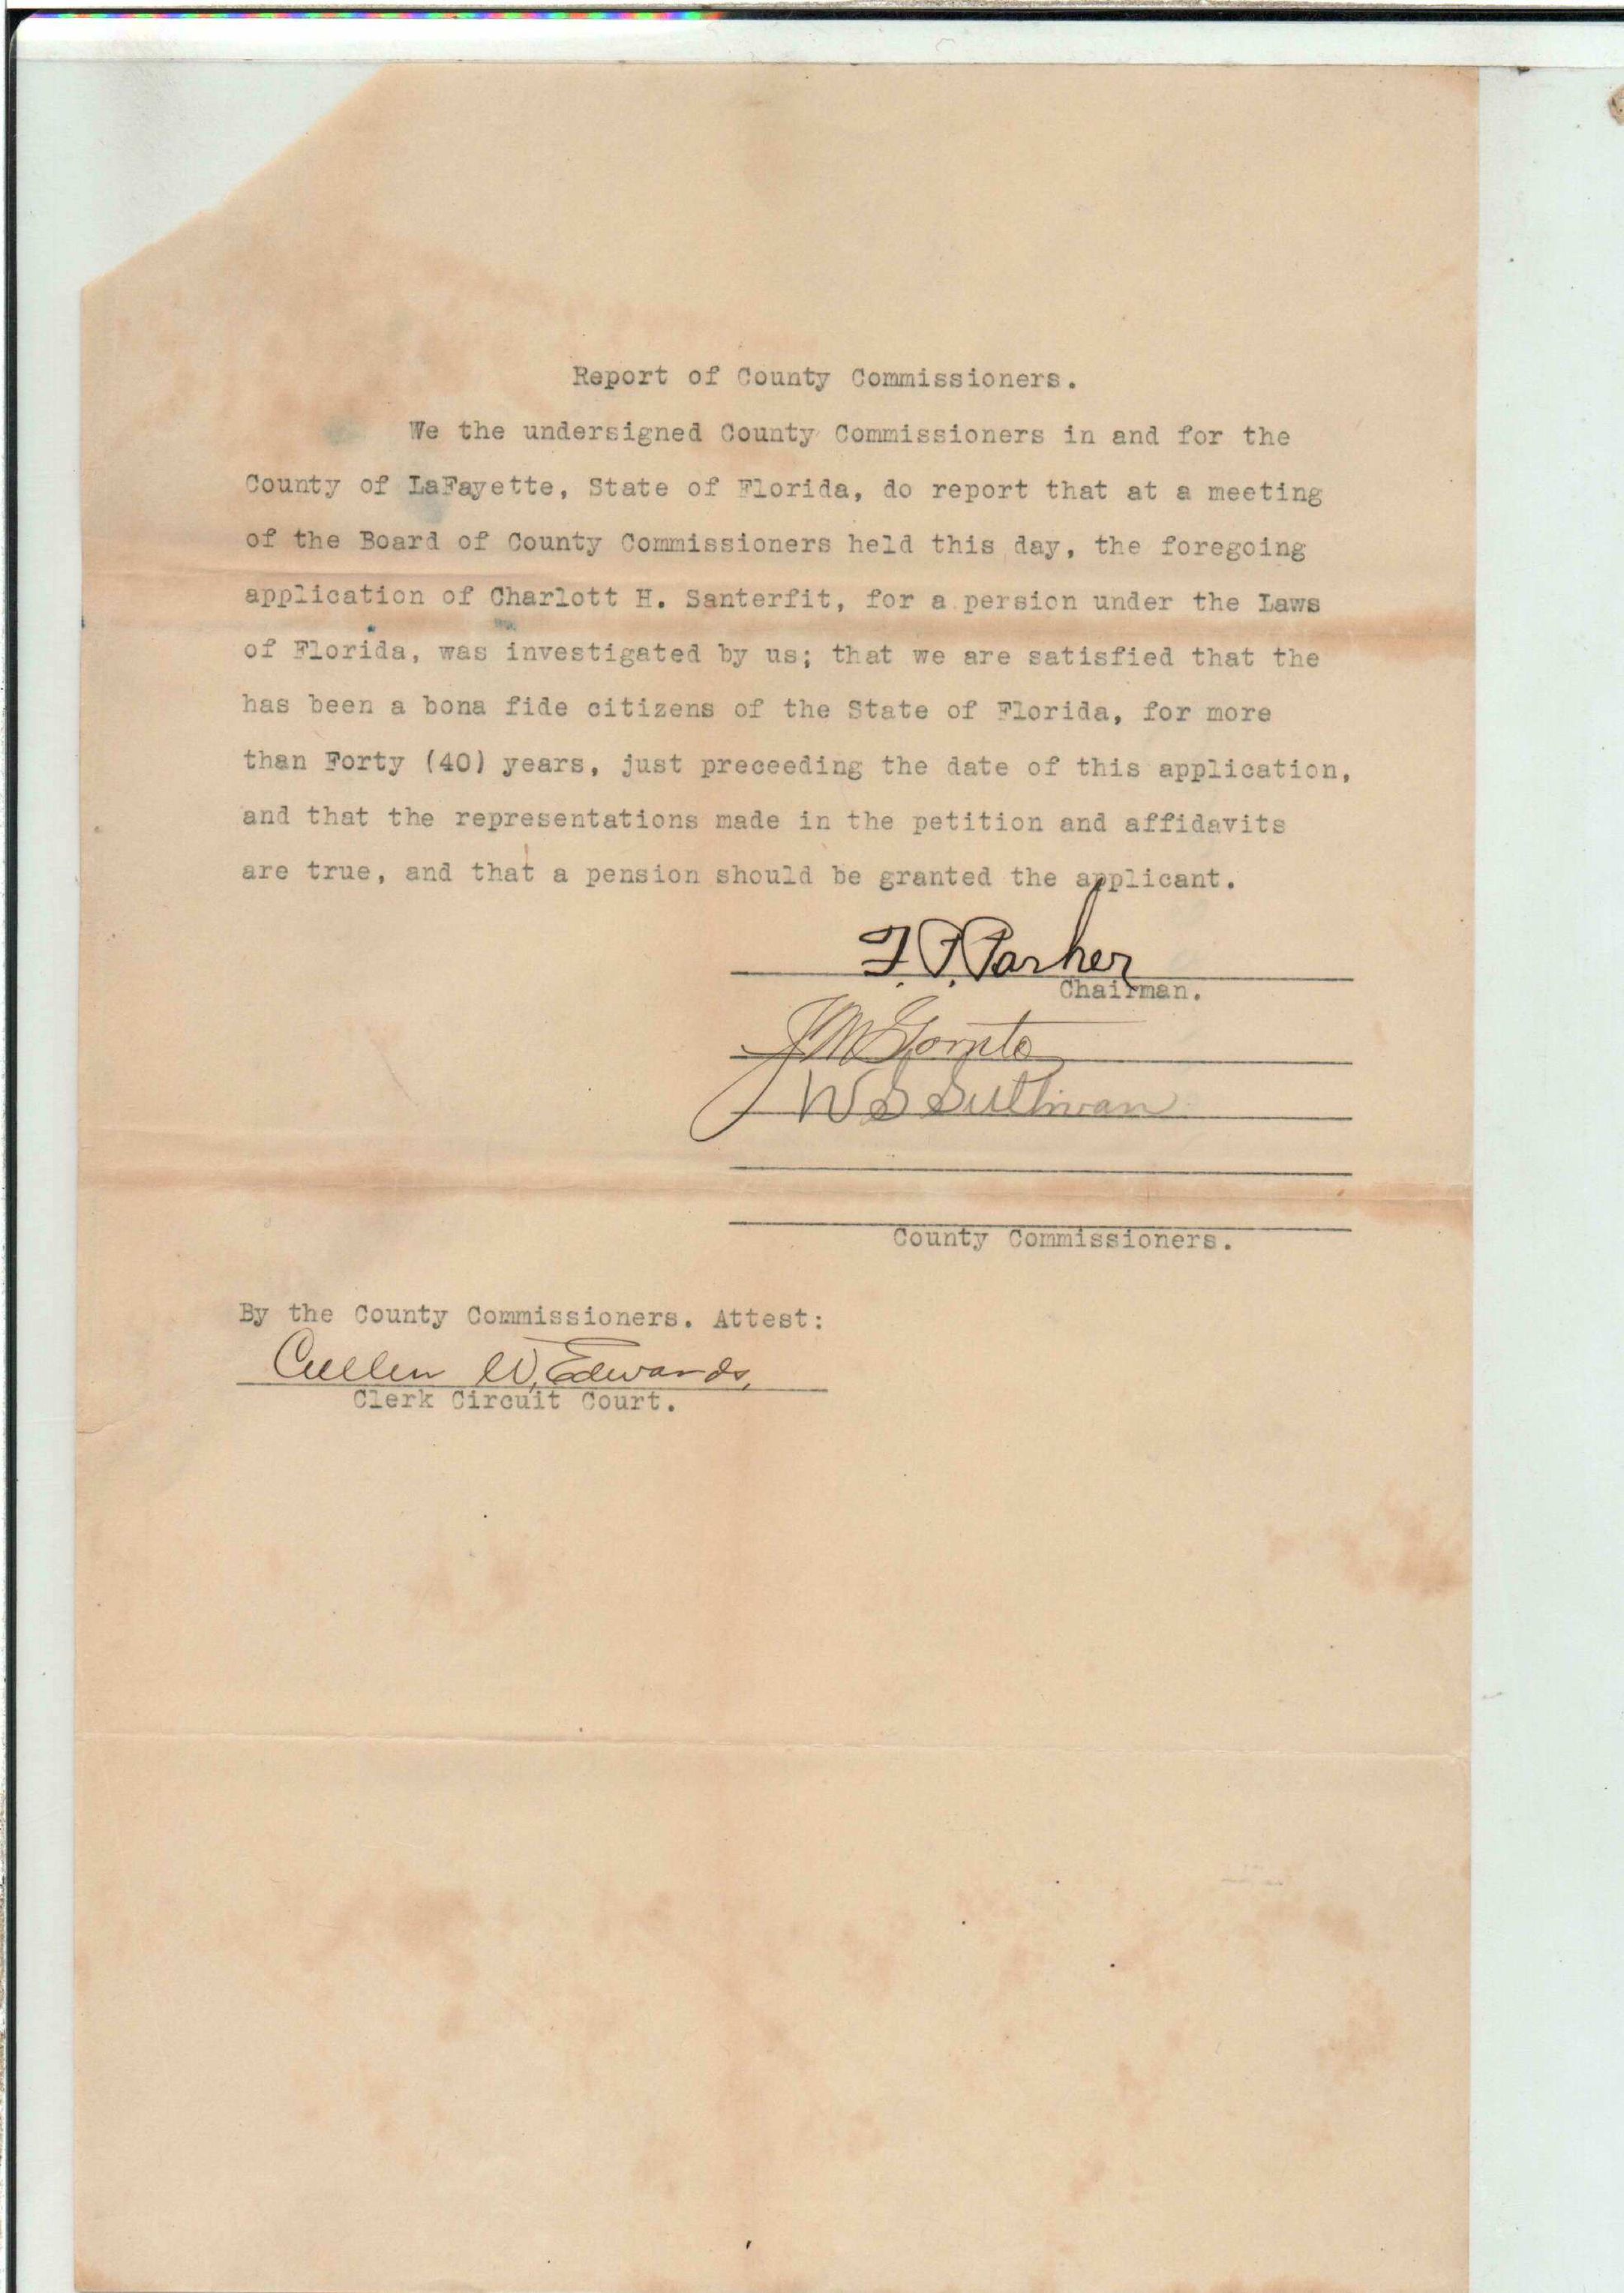 Report of County Commissioners.
We the undersigned County Commissioners in and for the
County of LaFayette, State of Florida, do report that at a meeting
of the Board of County Commissioners held this day, the foregoing
application of Charlott H. Santerfit, for a persion under the Laws
of Florida, was investigated by us; that we are satisfied that the
has been a bona fide citizens of the State of Florida, for more
than Forty (40) years, just preceeding the date of this application,
and that the representations made in the petition and affidavits
are true, and that a pension should be granted the applicant.
Parker
Chairman.
W S Sullivan
County Commissioners.
By the County Commissioners. Attest:
Cullen W. Edwards,
Clerk Circuit Court.